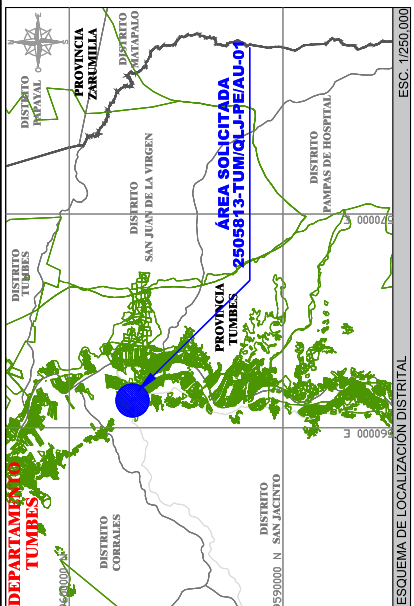 DISTRITO
PAPAYAL
PROVINCIA
ZARUMILLA
DISTRITO
MATAPALO
DISTRITO
TUMBES
DISTRITO
SAN JUAN DE LA VIRGEN
ÁREA SOLICITADA
2505813-TUM/QLJ-PE/AU-01
DISTRITO
PAMPAS DE HOSPITAL
PROVINCIA
TUMBES
DEPARTAMENTO
TUMBES
DISTRITO
CORRALES
DISTRITO
SAN JACINTO
9590000 N
ESQUEMA DE LOCALIZACIÓN DISTRITAL
ESC. 1/250,000